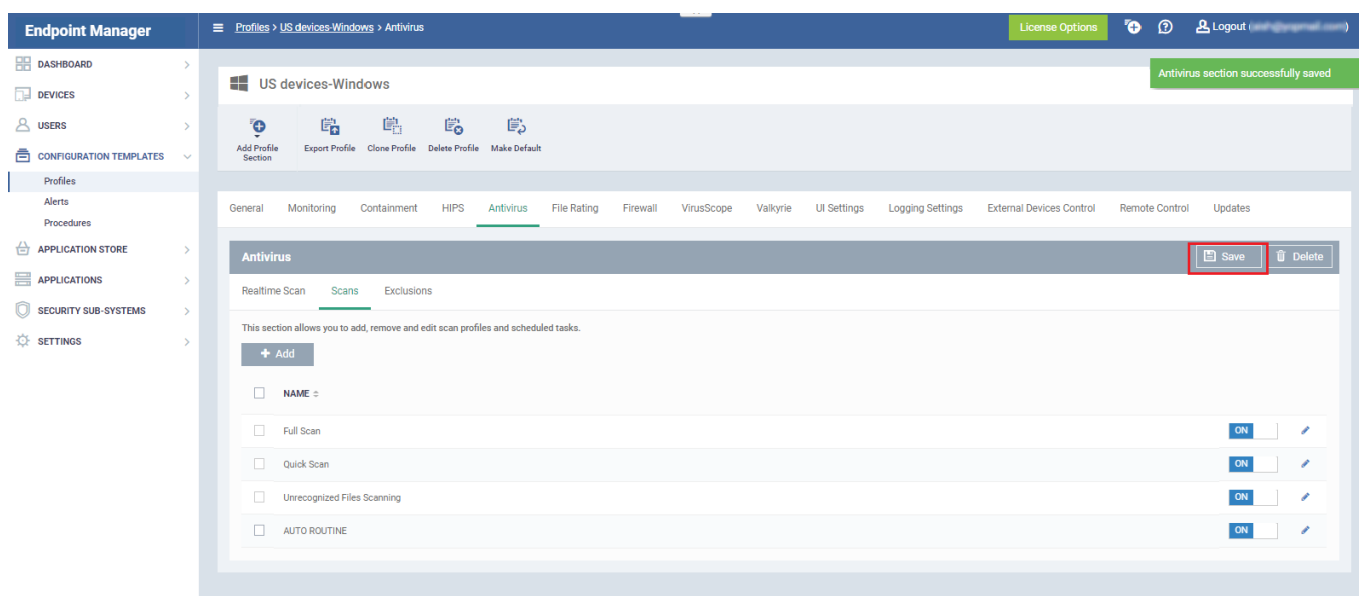 Endpoint Manager
Profiles > US devices-Windows > Antivirus
License Options
Logout (
)
DASHBOARD
DEVICES
USERS
CONFIGURATION TEMPLATES
Profiles
Alerts
Procedures
APPLICATION STORE
APPLICATIONS
SECURITY SUB-SYSTEMS
SETTINGS
Antivirus section successfully saved
US devices-Windows
Add Profile
Section
Export Profile
Clone Profile
Delete Profile
Make Default
General Monitoring Containment HIPS Antivirus File Rating Firewall VirusScope Valkyrie UI Settings Logging Settings External Devices Control Remote Control Updates
Antivirus
Save
Delete
Realtime Scan Scans Exclusions
This section allows you to add, remove and edit scan profiles and scheduled tasks.
+ Add
NAME
Full Scan ON
Quick Scan ON
Unrecognized Files Scanning ON
AUTO ROUTINE ON